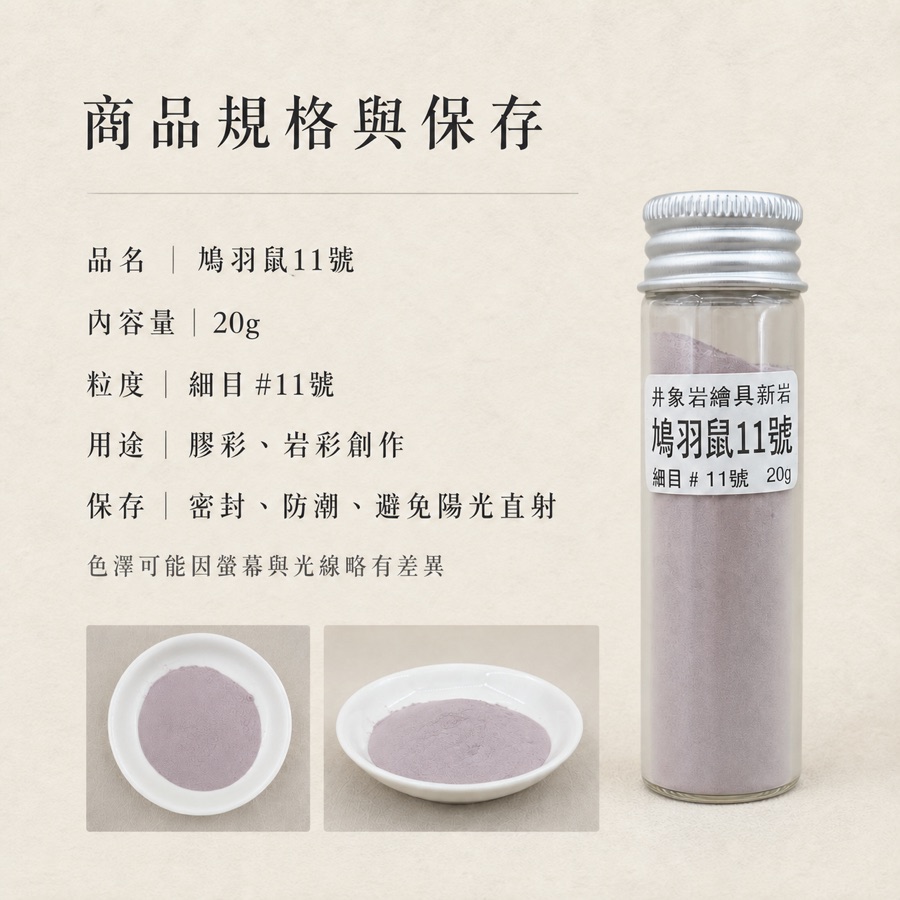 商品規格與保存
品名｜鳩羽鼠11號
內容量｜20g
粒度｜細目 #11號
用途｜膠彩、岩彩創作
保存｜密封、防潮、避免陽光直射
色澤可能因螢幕與光線略有差異
井象岩繪具新岩
鳩羽鼠11號
細目 # 11號 20g